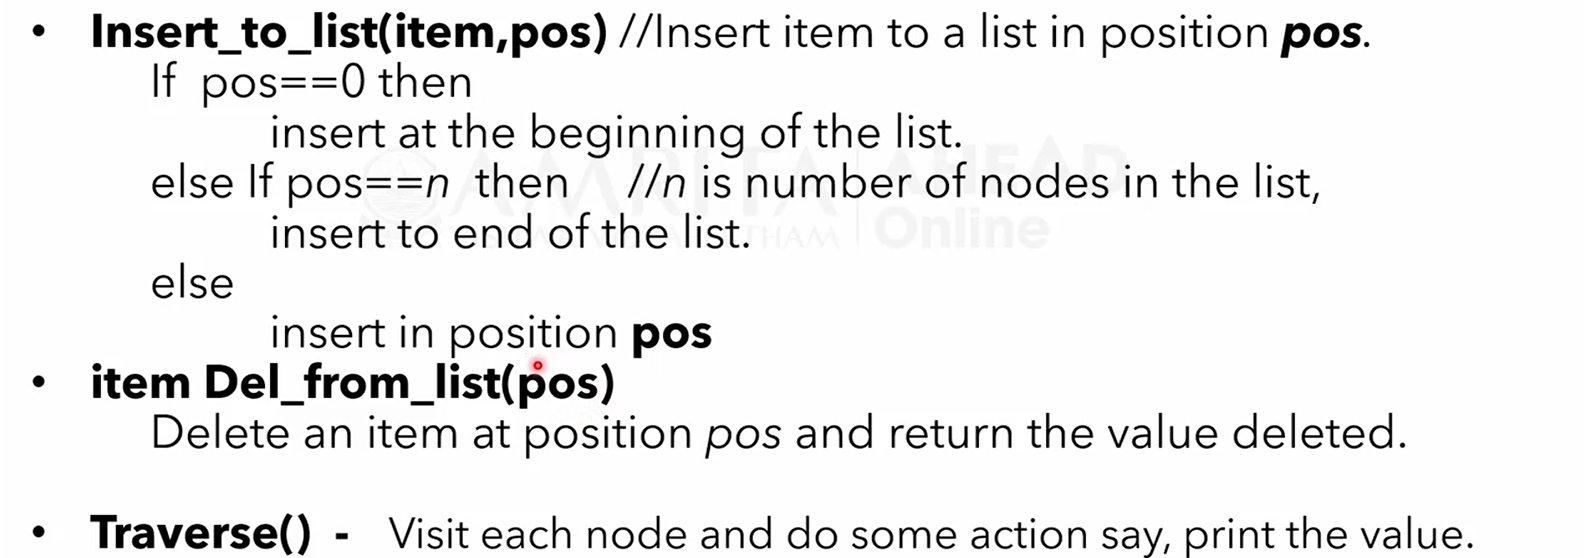 • Insert_to_list(item,pos) //Insert item to a list in position pos.
If pos==0 then
insert at the beginning of the list.
else If pos==n then //n is number of nodes in the list,
insert to end of the list.
else
insert in position pos
• item Del_from_list(pos)
Delete an item at position pos and return the value deleted.
• Traverse() - Visit each node and do some action say, print the value.
AMRITA
AHEAD
Online